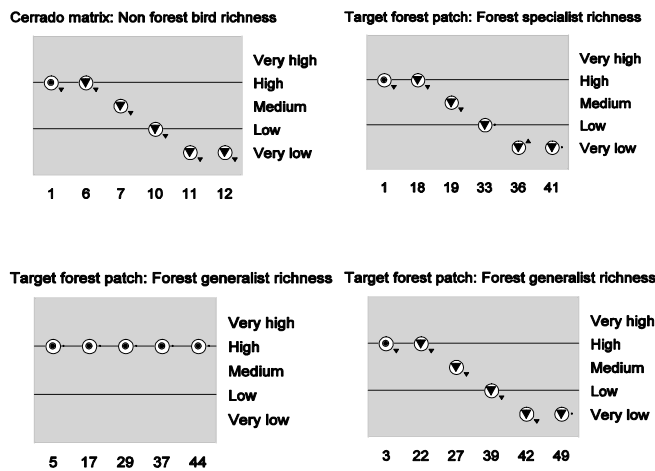 Cerrado matrix: Non forest bird richness
Very high
High
Medium
Low
Very low
1 6 7 10 11 12
Target forest patch: Forest specialist richness
Very high
High
Medium
Low
Very low
1 18 19 33 36 41
Target forest patch: Forest generalist richness
Very high
High
Medium
Low
Very low
5 17 29 37 44
Target forest patch: Forest generalist richness
Very high
High
Medium
Low
Very low
3 22 27 39 42 49